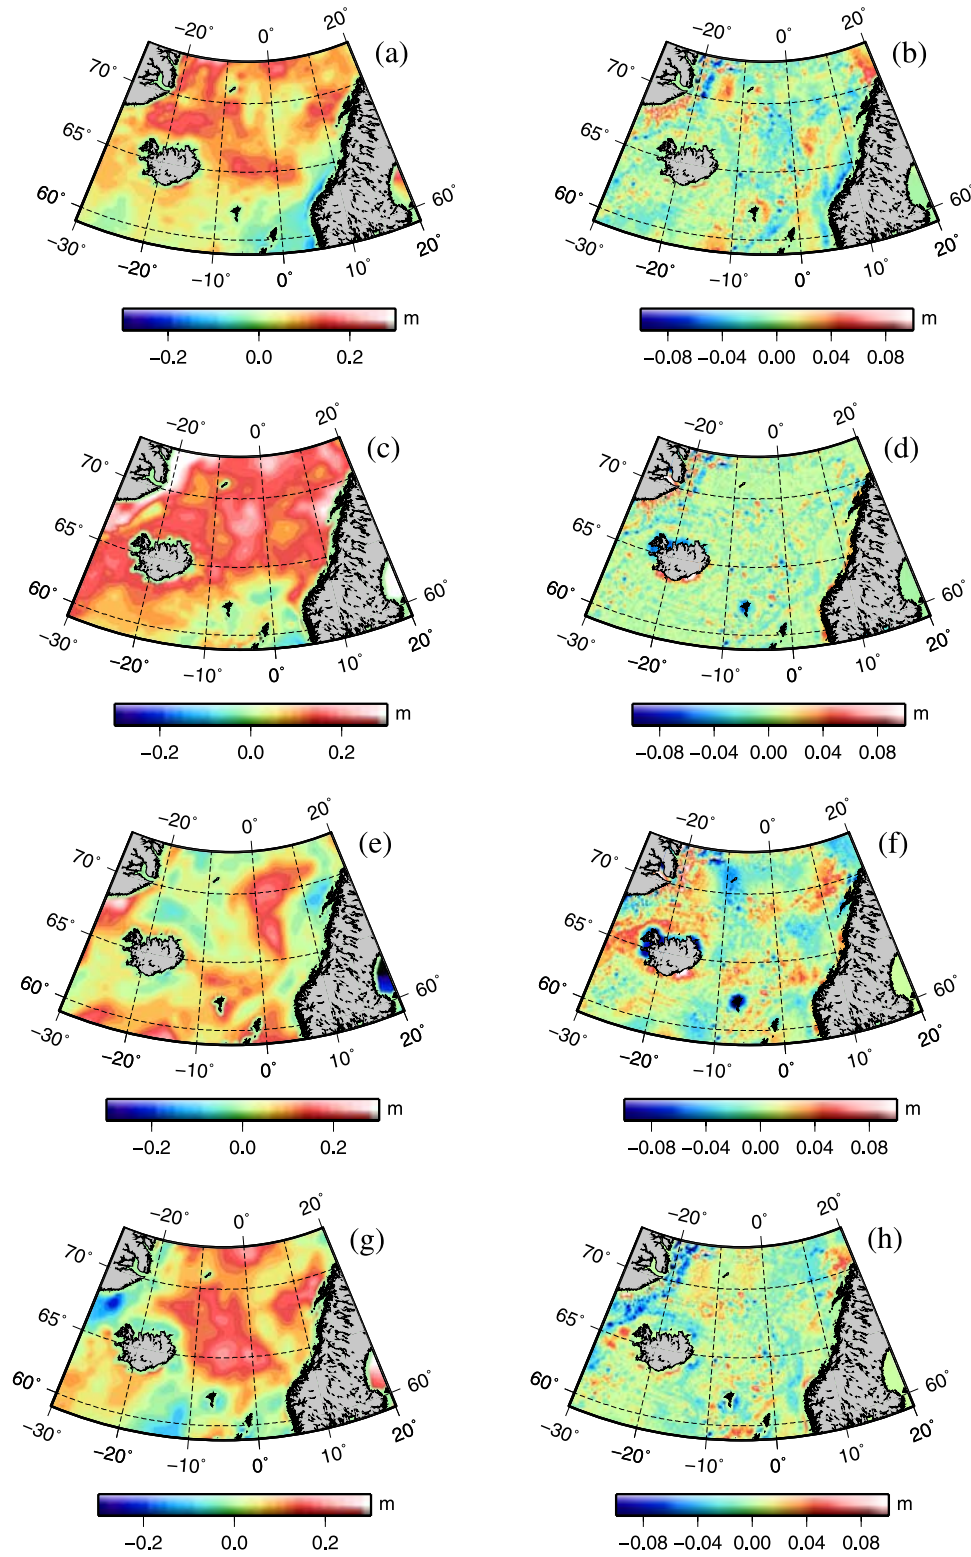 −20° 0° 20° (a)
70°
65°
60° 60°
−30° −20° −10° 0° 10° 20°
m
−0.2 0.0 0.2
−20° 0° 20° (b)
70°
65°
60° 60°
−30° −20° −10° 0° 10° 20°
m
−0.08 −0.04 0.00 0.04 0.08
−20° 0° 20° (c)
70°
65°
60° 60°
−30° −20° −10° 0° 10° 20°
m
−0.2 0.0 0.2
−20° 0° 20° (d)
70°
65°
60° 60°
−30° −20° −10° 0° 10° 20°
m
−0.08 −0.04 0.00 0.04 0.08
−20° 0° 20° (e)
70°
65°
60° 60°
−30° −20° −10° 0° 10° 20°
m
−0.2 0.0 0.2
−20° 0° 20° (f)
70°
65°
60° 60°
−30° −20° −10° 0° 10° 20°
m
−0.08 −0.04 0.00 0.04 0.08
−20° 0° 20° (g)
70°
65°
60° 60°
−30° −20° −10° 0° 10° 20°
m
−0.2 0.0 0.2
−20° 0° 20° (h)
70°
65°
60° 60°
−30° −20° −10° 0° 10° 20°
m
−0.08 −0.04 0.00 0.04 0.08